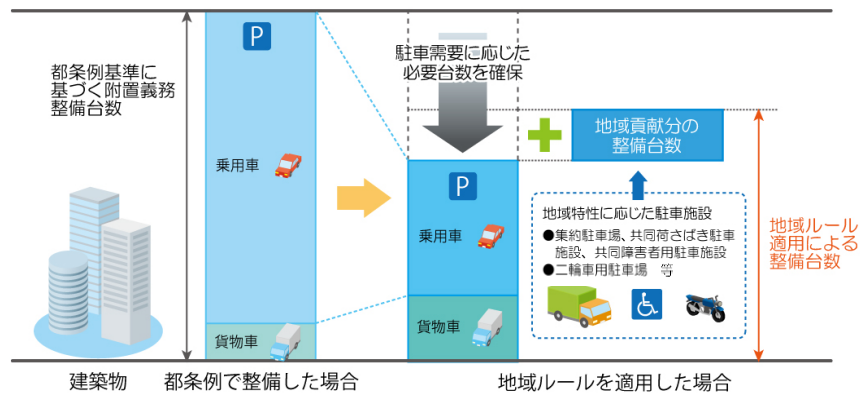 都条例基準に
基づく附置義務
整備台数
P
乗用車
貨物車
駐車需要に応じた
必要台数を確保
P
乗用車
貨物車
地域貢献分の
整備台数
地域特性に応じた駐車施設
●集約駐車場、共同荷さばき駐車
施設、共同障害者用駐車施設
●二輪車用駐車場　等
地域ルール
適用による
整備台数
建築物
都条例で整備した場合
地域ルールを適用した場合